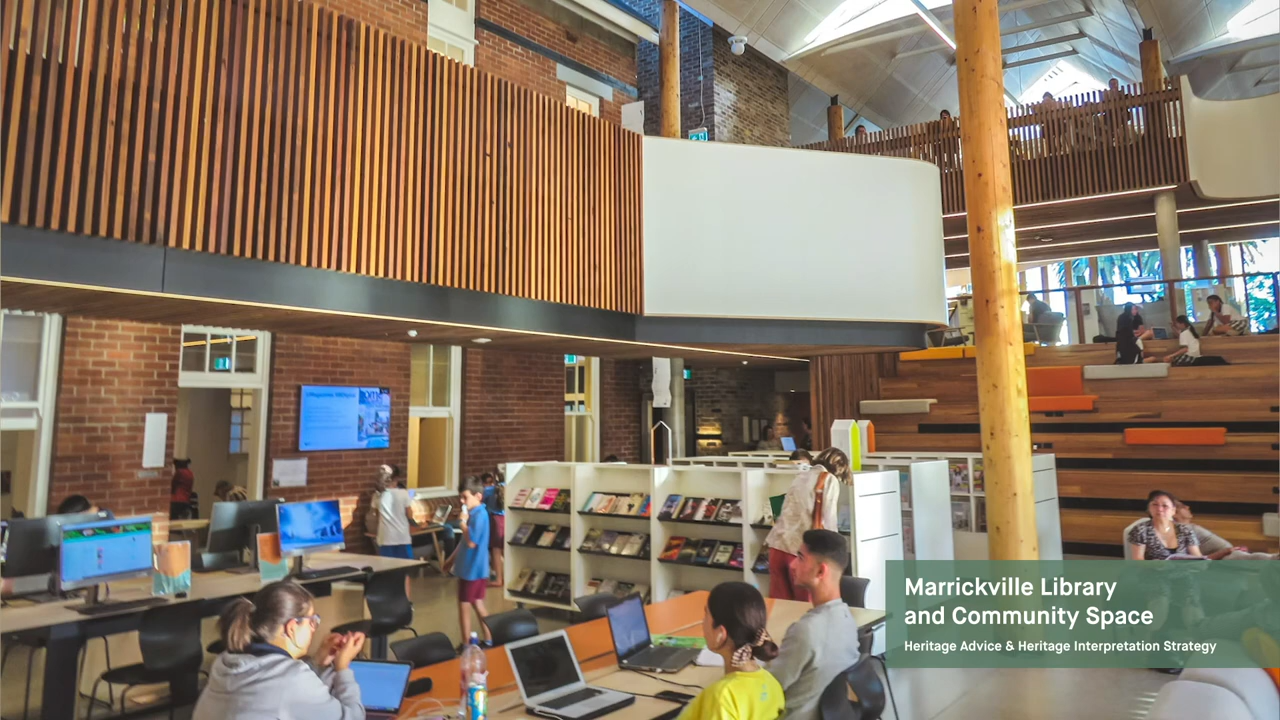 Marrickville Library
and Community Space
Heritage Advice & Heritage Interpretation Strategy